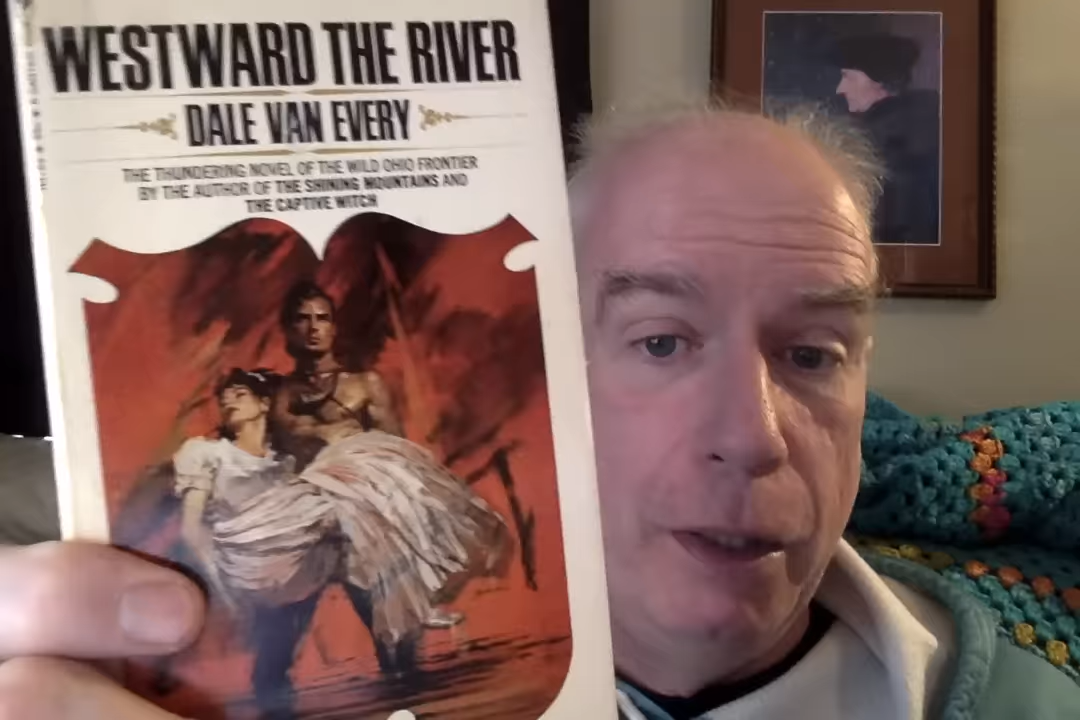 WESTWARD THE RIVER
DALE VAN EVERY
THE THUNDERING NOVEL OF THE WILD OHIO FRONTIER
BY THE AUTHOR OF THE SHINING MOUNTAINS AND
THE CAPTIVE WITCH